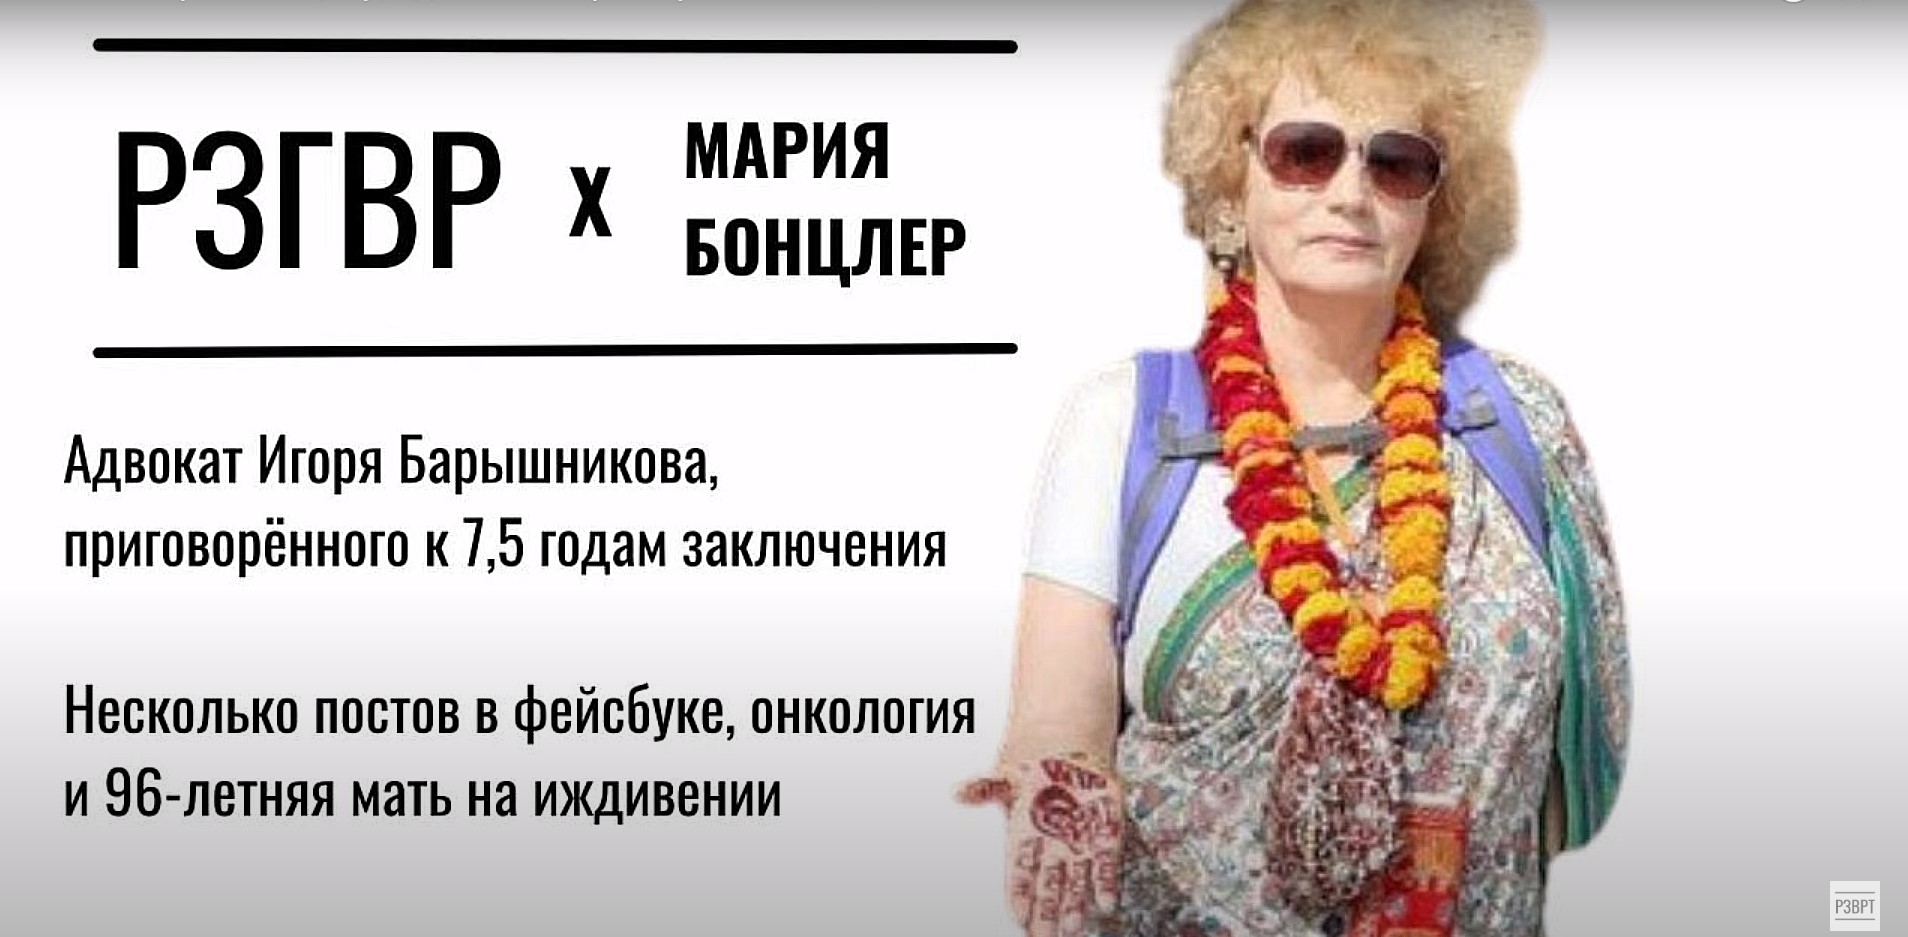 РЗГВР х МАРИЯ
БОНЦЛЕР
Адвокат Игоря Барышникова,
приговорённого к 7,5 годам заключения
Несколько постов в фейсбуке, онкология
и 96-летняя мать на иждивении
РЗВРТ